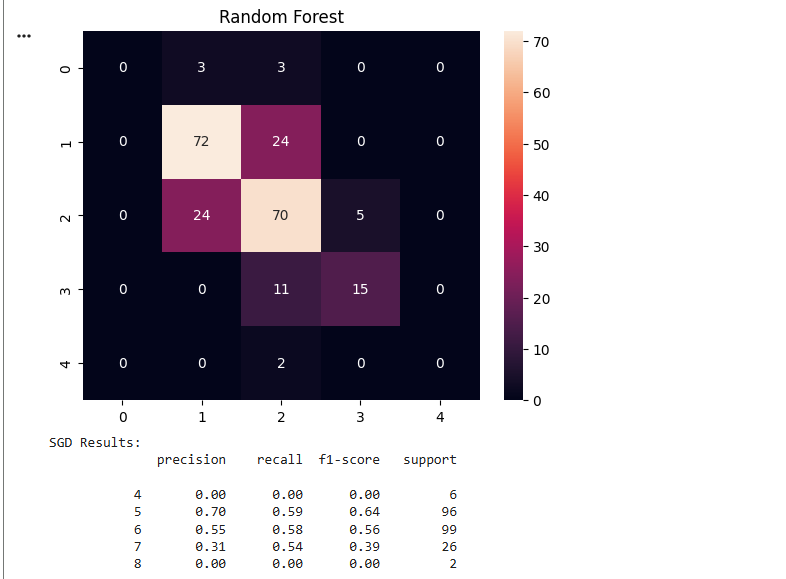 Random Forest
0 0 3 3 0 0
1 0 72 24 0 0
2 0 24 70 5 0
3 0 0 11 15 0
4 0 0 2 0 0
0 1 2 3 4
70
60
50
40
30
20
10
0
SGD Results:
precision recall f1-score support
4 0.00 0.00 0.00 6
5 0.70 0.59 0.64 96
6 0.55 0.58 0.56 99
7 0.31 0.54 0.39 26
8 0.00 0.00 0.00 2